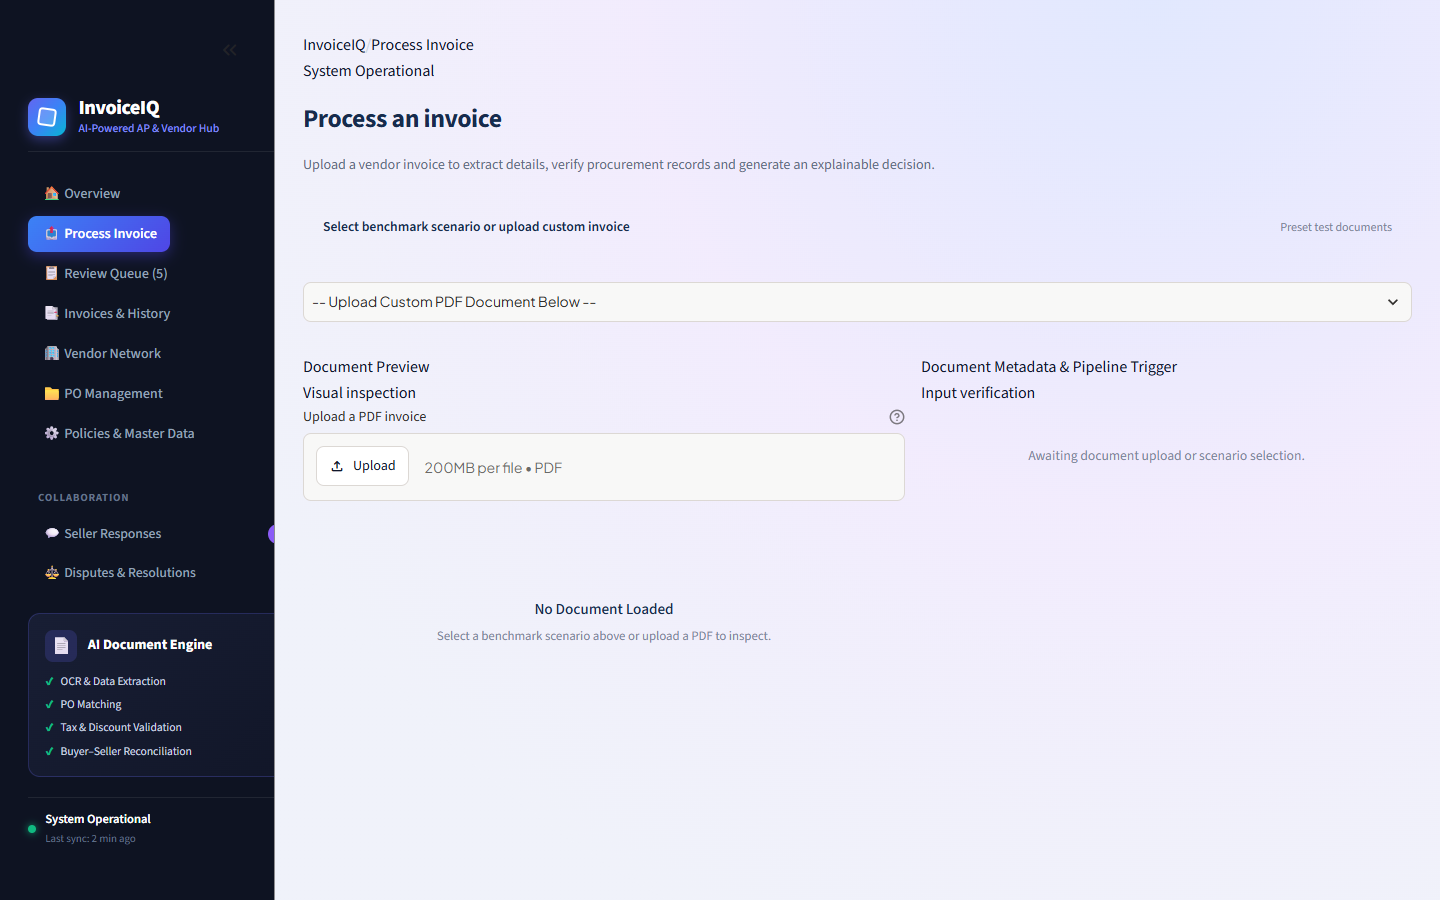 InvoiceIQ
AI-Powered AP & Vendor Hub
Overview
Process Invoice
Review Queue (5)
Invoices & History
Vendor Network
PO Management
Policies & Master Data
COLLABORATION
Seller Responses
Disputes & Resolutions
AI Document Engine
✓ OCR & Data Extraction
✓ PO Matching
✓ Tax & Discount Validation
✓ Buyer–Seller Reconciliation
System Operational
Last sync: 2 min ago
InvoiceIQ/Process Invoice
System Operational
Process an invoice
Upload a vendor invoice to extract details, verify procurement records and generate an explainable decision.
Select benchmark scenario or upload custom invoice
Preset test documents
-- Upload Custom PDF Document Below --
Document Preview
Visual inspection
Upload a PDF invoice
Upload
200MB per file • PDF
No Document Loaded
Select a benchmark scenario above or upload a PDF to inspect.
Document Metadata & Pipeline Trigger
Input verification
Awaiting document upload or scenario selection.